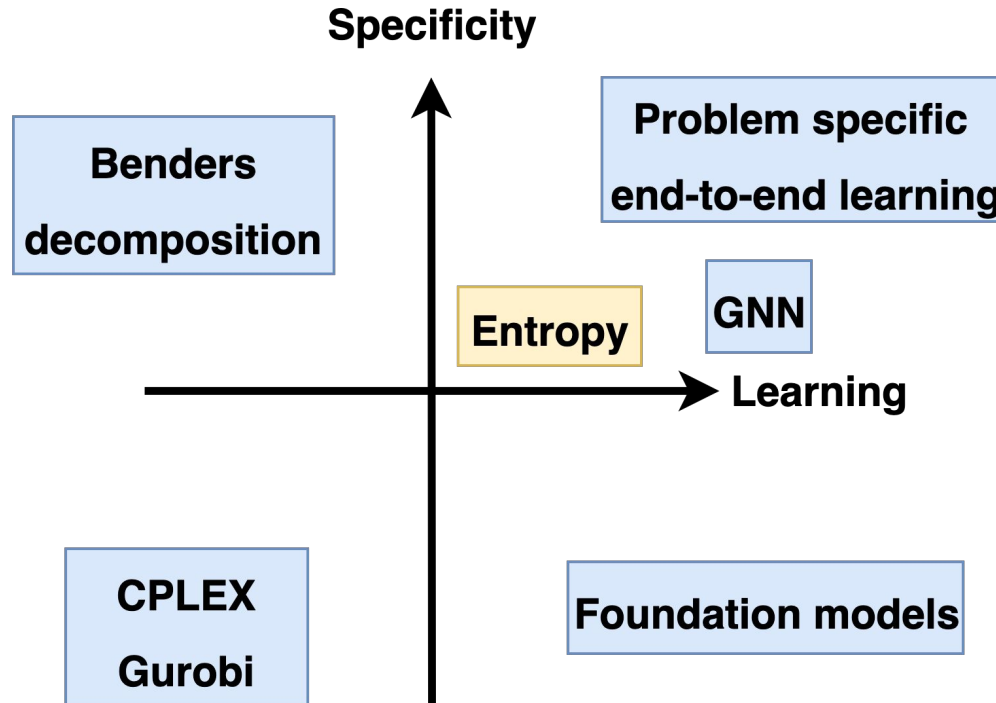 Specificity
Benders
decomposition
Problem specific
end-to-end learning
Entropy
GNN
Learning
CPLEX
Gurobi
Foundation models